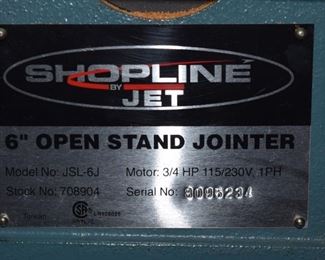 SHOPLINE
BY
JET
6" OPEN STAND JOINTER
Model No: JSL-6J Motor: 3/4 HP 115/230V, 1PH
Stock No: 708904 Serial No:
Taiwan